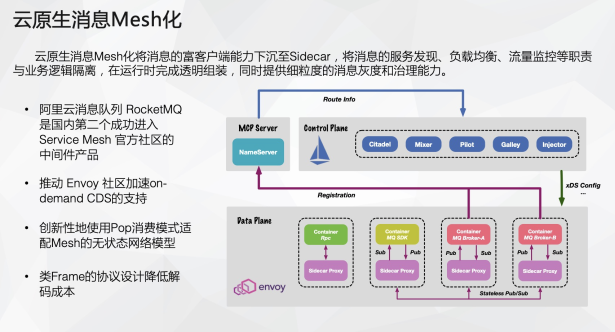 云原生消息Mesh化
云原生消息Mesh化将消息的富客户端能力下沉至Sidecar，将消息的服务发现、负载均衡、流量监控等职责
与业务逻辑隔离，在运行时完成透明组装，同时提供细粒度的消息灰度和治理能力。
• 阿里云消息队列 RocketMQ
是国内第二个成功进入
Service Mesh 官方社区的
中间件产品
• 推动 Envoy 社区加速on-
demand CDS的支持
• 创新性地使用Pop消费模式适
配Mesh的无状态网络模型
• 类Frame的协议设计降低解
码成本
Route Info
MCP Server
NameServer
Control Plane
Citadel
Mixer
Pilot
Galley
Injector
Registration
xDS Config
...
Data Plane
Container
Rpc
Sidecar Proxy
Container
MQ SDK
Pub
Sub
Sidecar Proxy
Container
MQ Broker-A
Sub
Pub
Sidecar Proxy
Container
MQ Broker-B
Pub
Sub
Sidecar Proxy
Stateless Pub/Sub
envoy